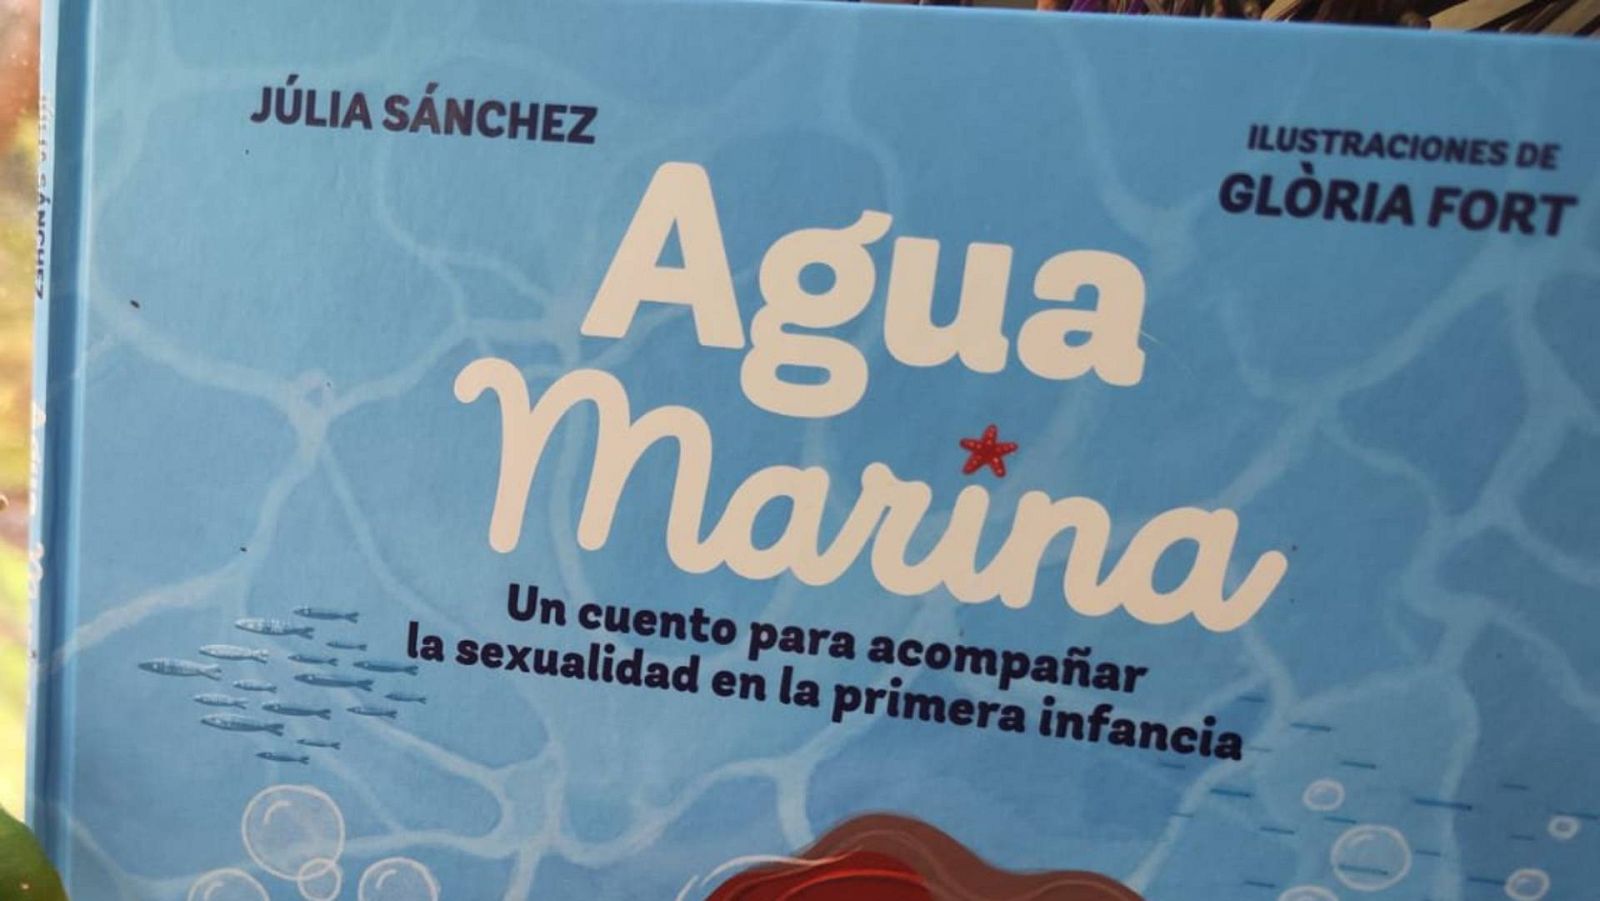 JÚLIA SÁNCHEZ
ILUSTRACIONES DE
GLÒRIA FORT
Agua
Marina
Un cuento para acompañar
la sexualidad en la primera infancia